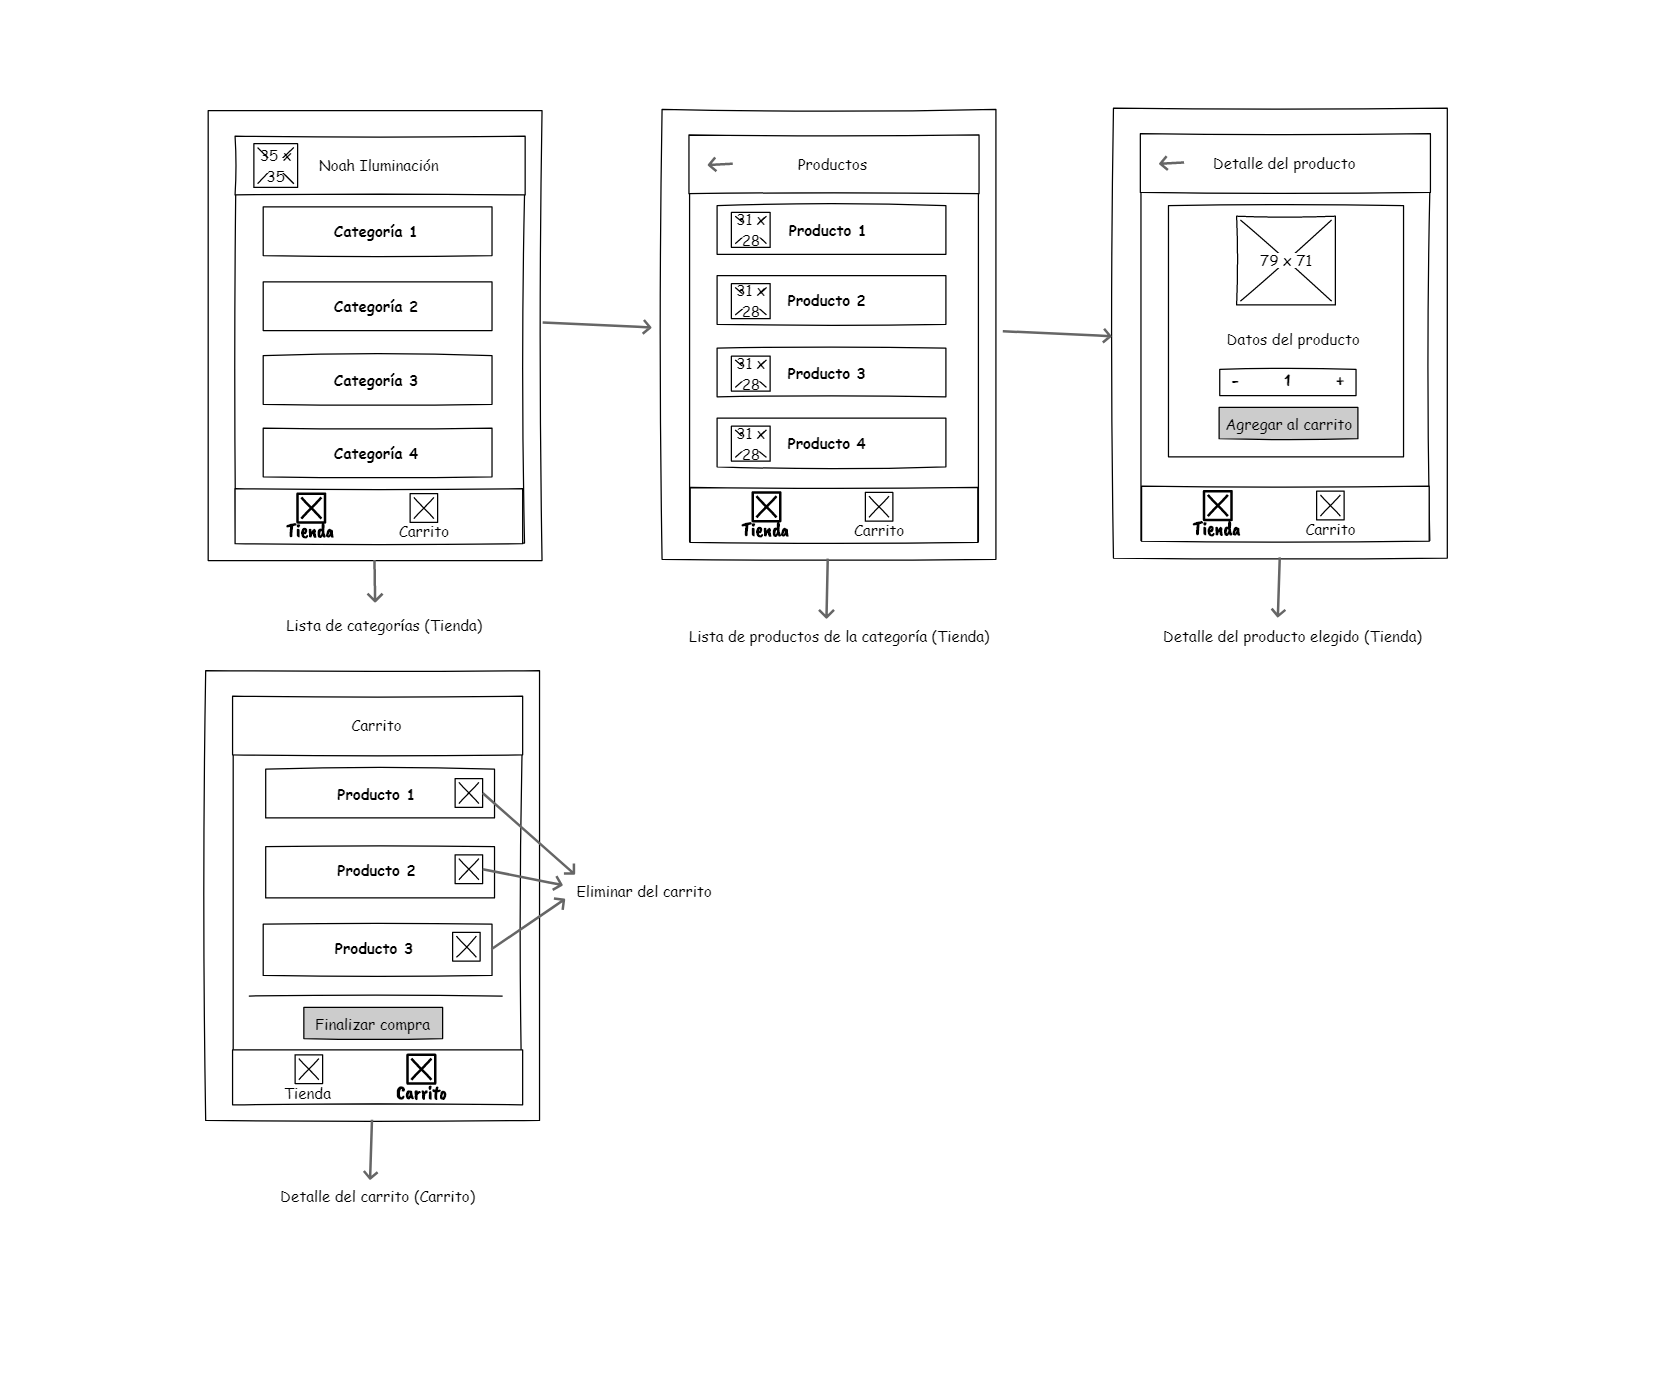 35 x
35
Noah Iluminación
Categoría 1
Categoría 2
Categoría 3
Categoría 4
Tienda
Carrito
Lista de categorías (Tienda)
Productos
31 x
28
Producto 1
31 x
28
Producto 2
31 x
28
Producto 3
31 x
28
Producto 4
Tienda
Carrito
Lista de productos de la categoría (Tienda)
Detalle del producto
79 x 71
Datos del producto
- 1 +
Agregar al carrito
Tienda
Carrito
Detalle del producto elegido (Tienda)
Carrito
Producto 1
Producto 2
Producto 3
Eliminar del carrito
Finalizar compra
Tienda
Carrito
Detalle del carrito (Carrito)